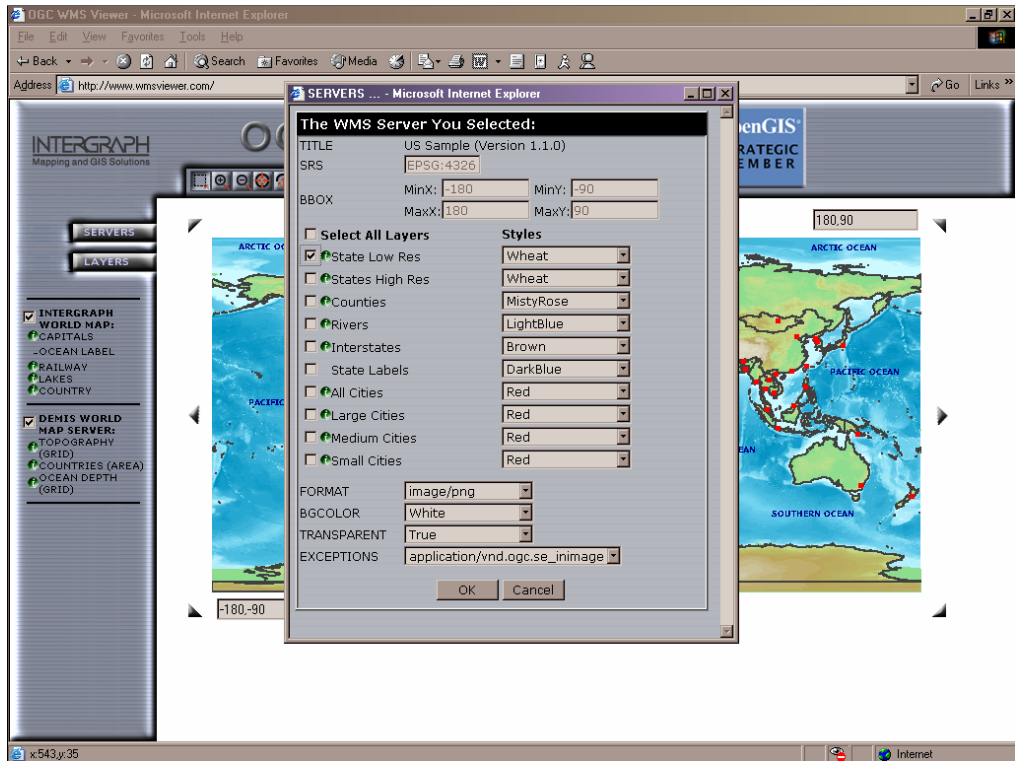 OGC WMS Viewer - Microsoft Internet Explorer
File Edit View Favorites Tools Help
Back Search Favorites Media
Address http://www.wmsviewer.com/ Go Links »
INTERGRAPH
Mapping and GIS Solutions
SERVERS
LAYERS
INTERGRAPH
WORLD MAP:
CAPITALS
OCEAN LABEL
RAILWAY
LAKES
COUNTRY
DEMIS WORLD
MAP SERVER:
TOPOGRAPHY
(GRID)
COUNTRIES (AREA)
OCEAN DEPTH
(GRID)
SERVERS ... - Microsoft Internet Explorer
The WMS Server You Selected:
TITLE US Sample (Version 1.1.0)
SRS EPSG:4326
BBOX
MinX: -180 MinY: -90
MaxX: 180 MaxY: 90
Select All Layers Styles
State Low Res Wheat
States High Res Wheat
Counties MistyRose
Rivers LightBlue
Interstates Brown
State Labels DarkBlue
All Cities Red
Large Cities Red
Medium Cities Red
Small Cities Red
FORMAT image/png
BGCOLOR White
TRANSPARENT True
EXCEPTIONS application/vnd.ogc.se_inimage
OK Cancel
enGIS
RATEGIC
EMBER
180,90
ARCTIC OC
PACIFIC
ARCTIC OCEAN
PACIFIC OCEAN
EAN
SOUTHERN OCEAN
-180,-90
x:543,y:35
Internet